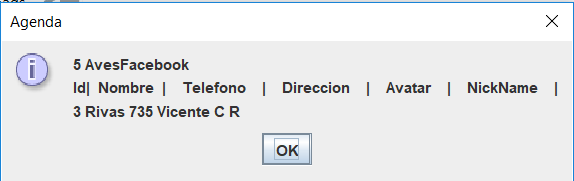 Agenda
5 AvesFacebook
Id| Nombre | Telefono | Direccion | Avatar | NickName |
3 Rivas 735 Vicente C R
OK